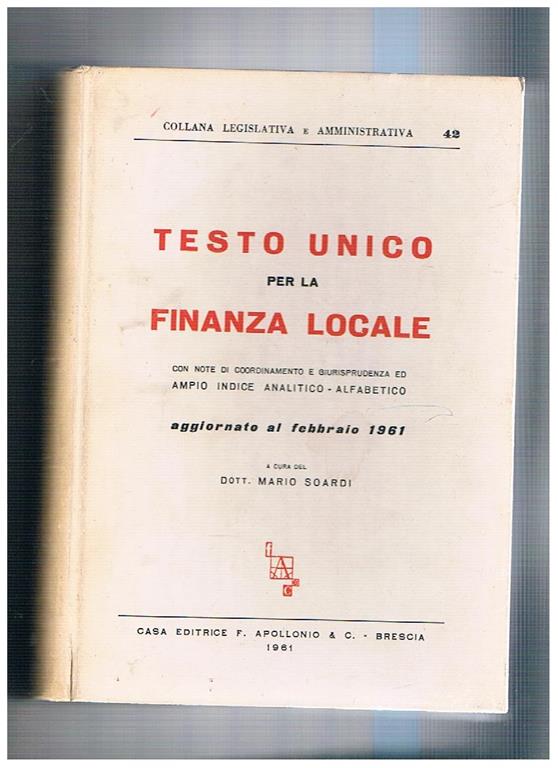 COLLANA LEGISLATIVA E AMMINISTRATIVA 42
TESTO UNICO
PER LA
FINANZA LOCALE
CON NOTE DI COORDINAMENTO E GIURISPRUDENZA ED
AMPIO INDICE ANALITICO - ALFABETICO
aggiornato al febbraio 1961
A CURA DEL
DOTT. MARIO SOARDI
f
A
& C
CASA EDITRICE F. APOLLONIO & C. - BRESCIA
1961